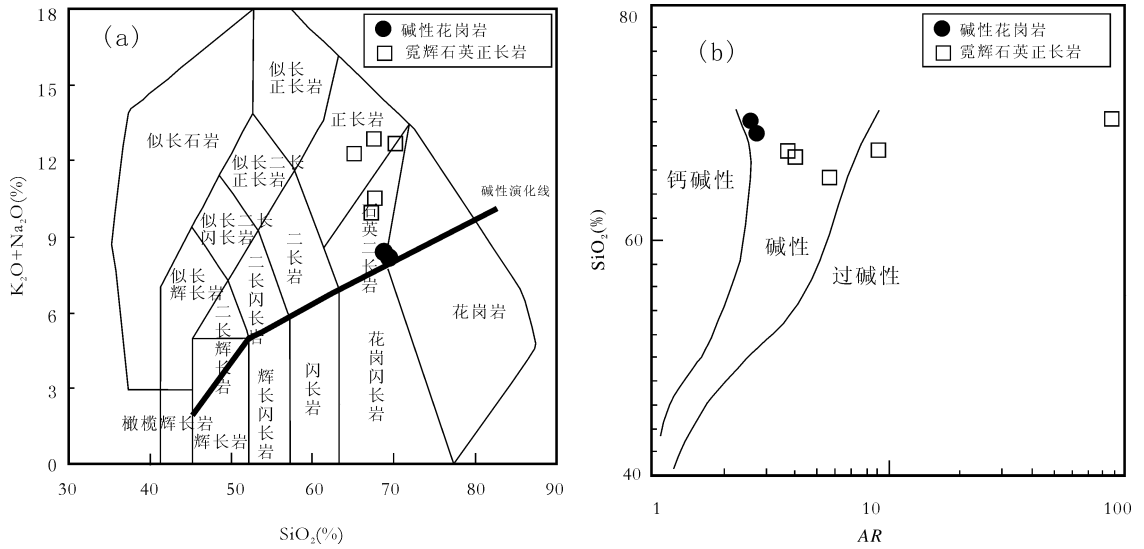 (a)
碱性花岗岩
霓辉石英正长岩
似长
正长岩
正长岩
似长石岩
似长二长
正长岩
碱性演化线
似长二长
闪长岩
二长岩
石英二长岩
似长
辉长岩
二长闪长岩
二长辉长岩
花岗岩
花岗闪长岩
闪长岩
辉长闪长岩
橄榄辉长岩
辉长岩
18
15
12
9
6
3
0
K₂O+Na₂O(%)
30 40 50 60 70 80 90
SiO₂(%)
(b)
碱性花岗岩
霓辉石英正长岩
钙碱性
碱性
过碱性
80
60
40
SiO₂(%)
1 10 100
AR